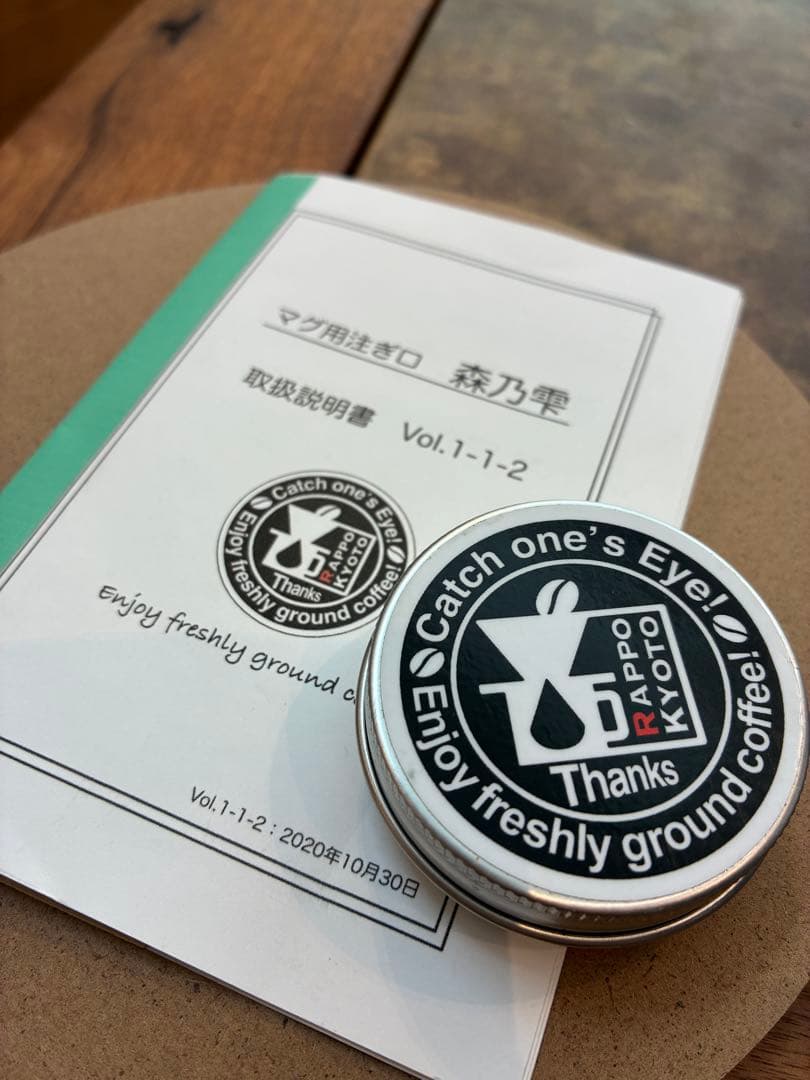 マグ用注ぎ口 森乃雫
取扱説明書 Vol.1-1-2
Catch one's Eye!
RAPPO
KYOTO
Thanks
Enjoy freshly ground coffee!
Enjoy freshly ground
Vol.1-1-2：2020年10月30日
Catch one's Eye!
RAPPO
KYOTO
Thanks
Enjoy freshly ground coffee!